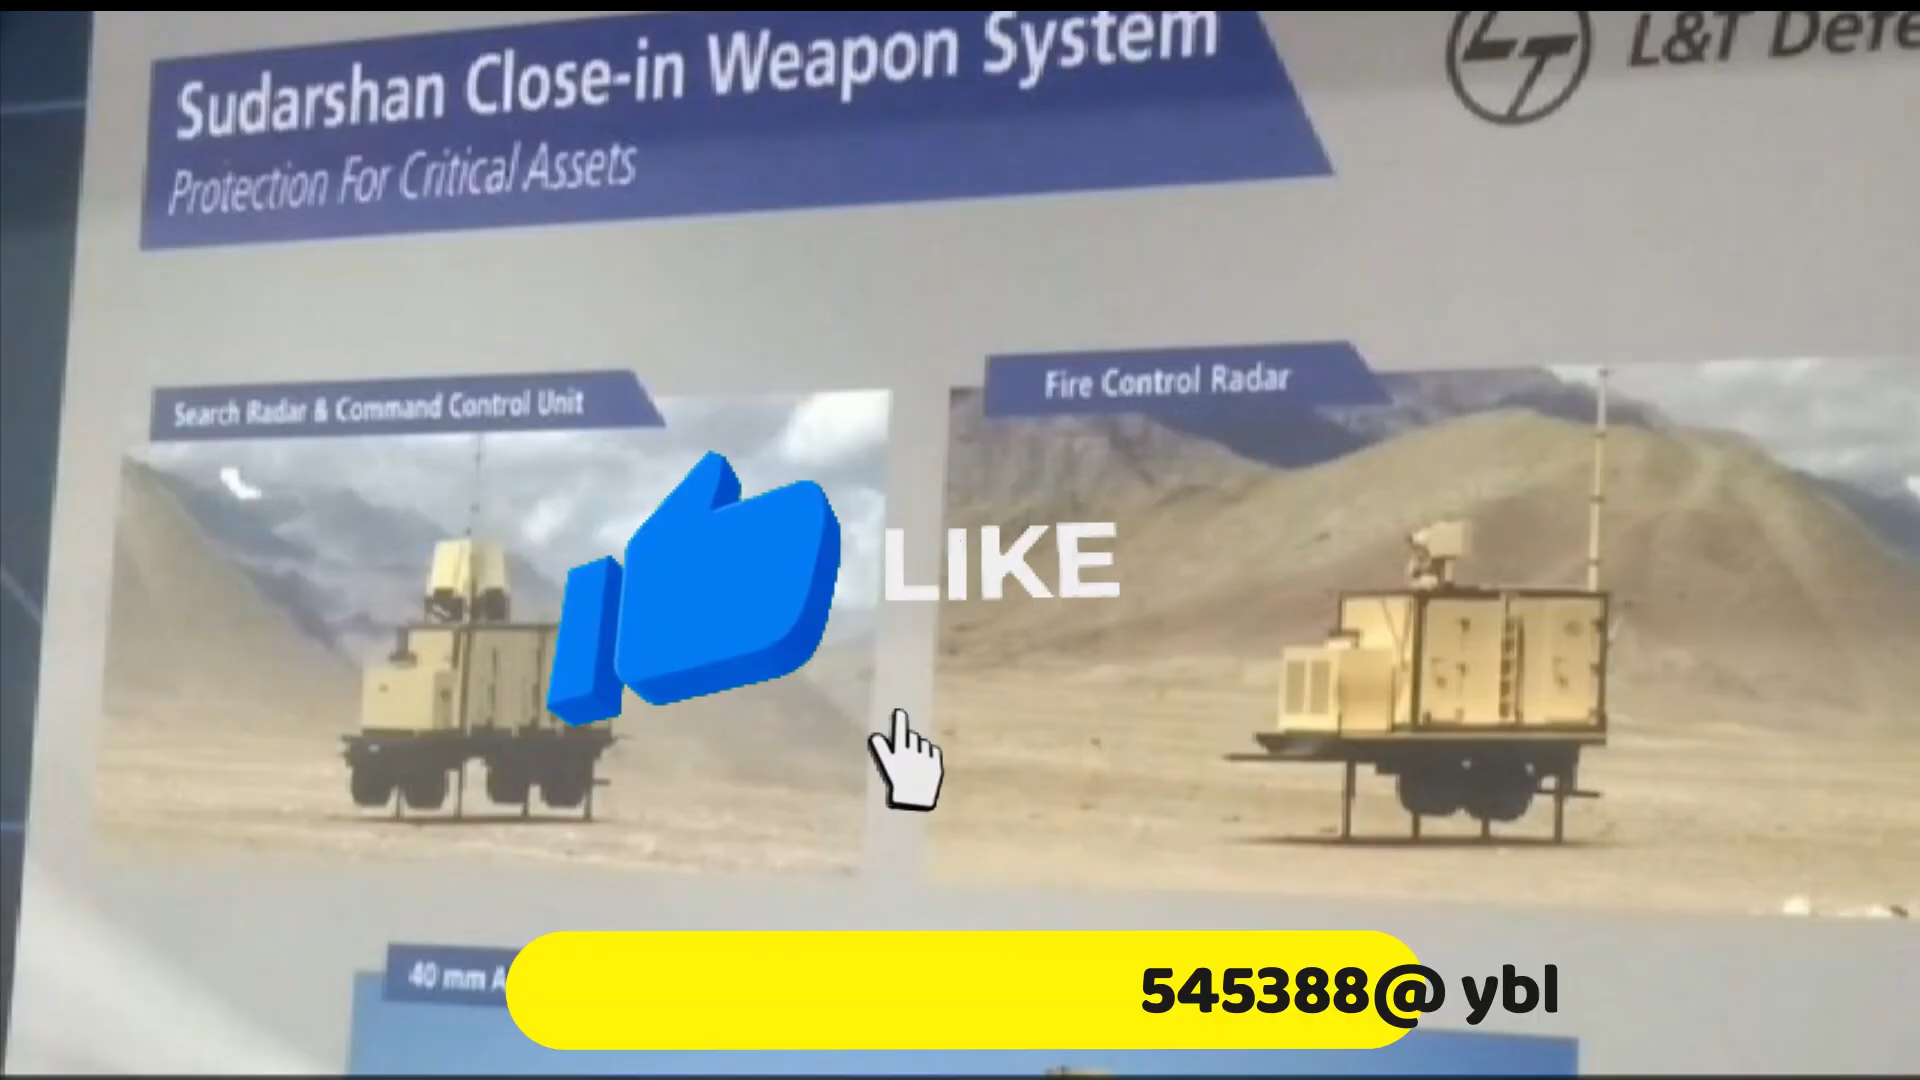 Sudarshan Close-in Weapon System
Protection For Critical Assets
LT
L&T Defe
Search Radar & Command Control Unit
Fire Control Radar
LIKE
40 mm A
545388@ ybl